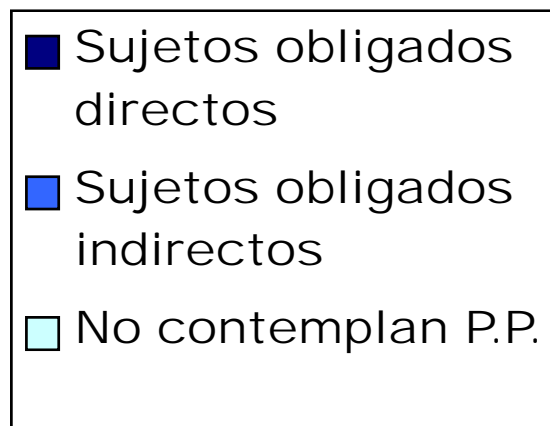 Sujetos obligados
directos
Sujetos obligados
indirectos
No contemplan P.P.